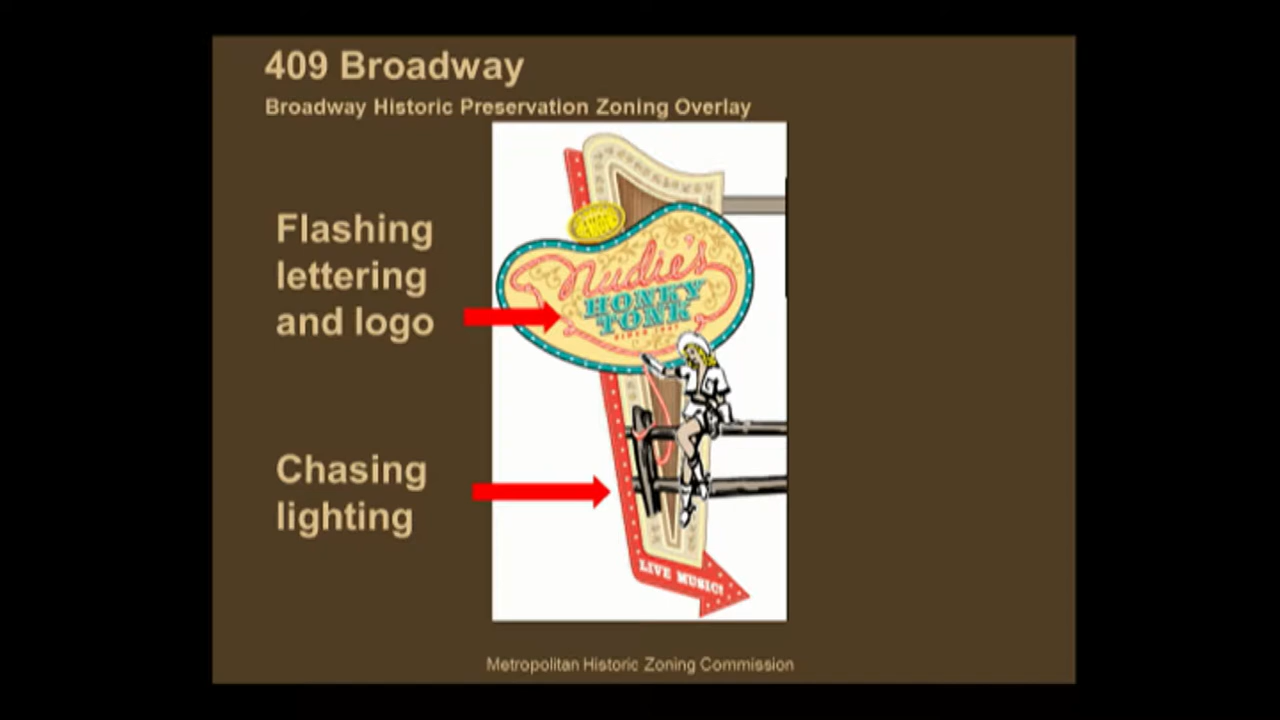 409 Broadway
Broadway Historic Preservation Zoning Overlay
Flashing
lettering
and logo
Nudie's
HONKY
TONK
Chasing
lighting
LIVE MUSIC!
Metropolitan Historic Zoning Commission